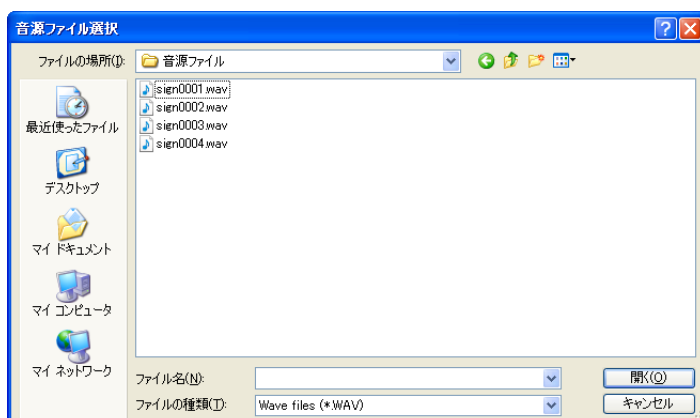 音源ファイル選択
ファイルの場所(I):
音源ファイル
sign0001.wav
sign0002.wav
sign0003.wav
sign0004.wav
最近使ったファイル
デスクトップ
マイ ドキュメント
マイ コンピュータ
マイ ネットワーク
ファイル名(N):
開く(O)
ファイルの種類(T):
Wave files (*.WAV)
キャンセル